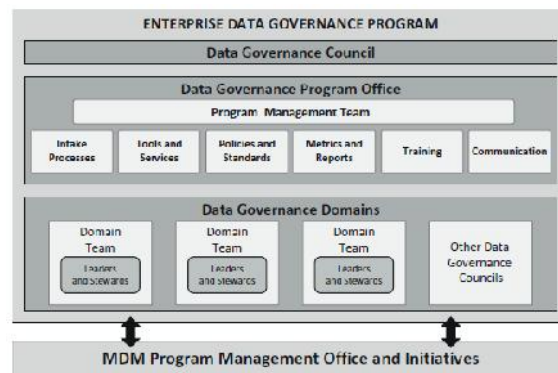 ENTERPRISE DATA GOVERNANCE PROGRAM
Data Governance Council
Data Governance Program Office
Program Management Team
Intake
Processes
Tools and
Services
Policies and
Standards
Metrics and
Reports
Training
Communication
Data Governance Domains
Domain
Team
Leaders
and Stewards
Domain
Team
Leaders
and Stewards
Domain
Team
Leaders
and Stewards
Other Data
Governance
Councils
MDM Program Management Office and Initiatives